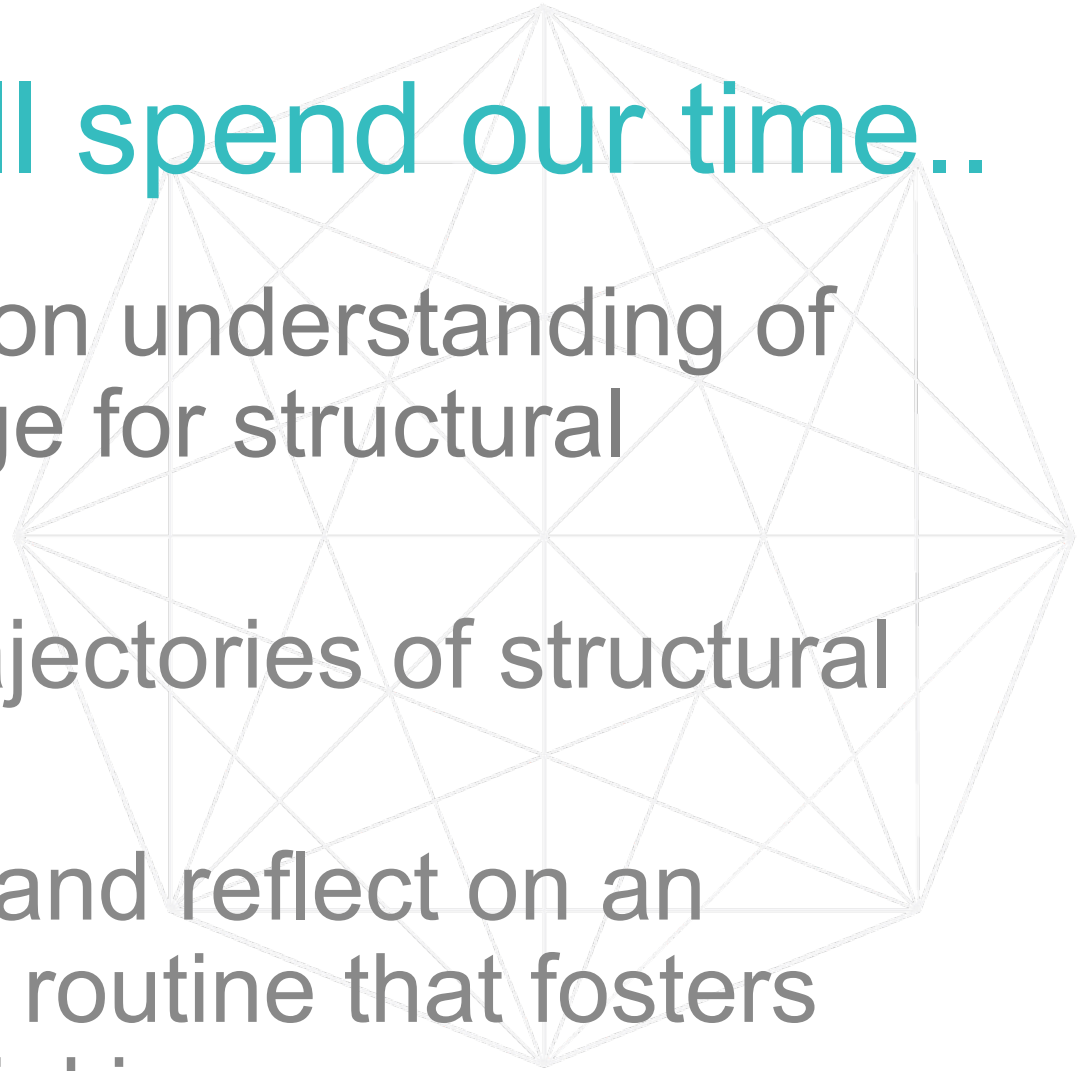 ll spend our time..
on understanding of
ge for structural
ajectories of structural
and reflect on an
routine that fosters